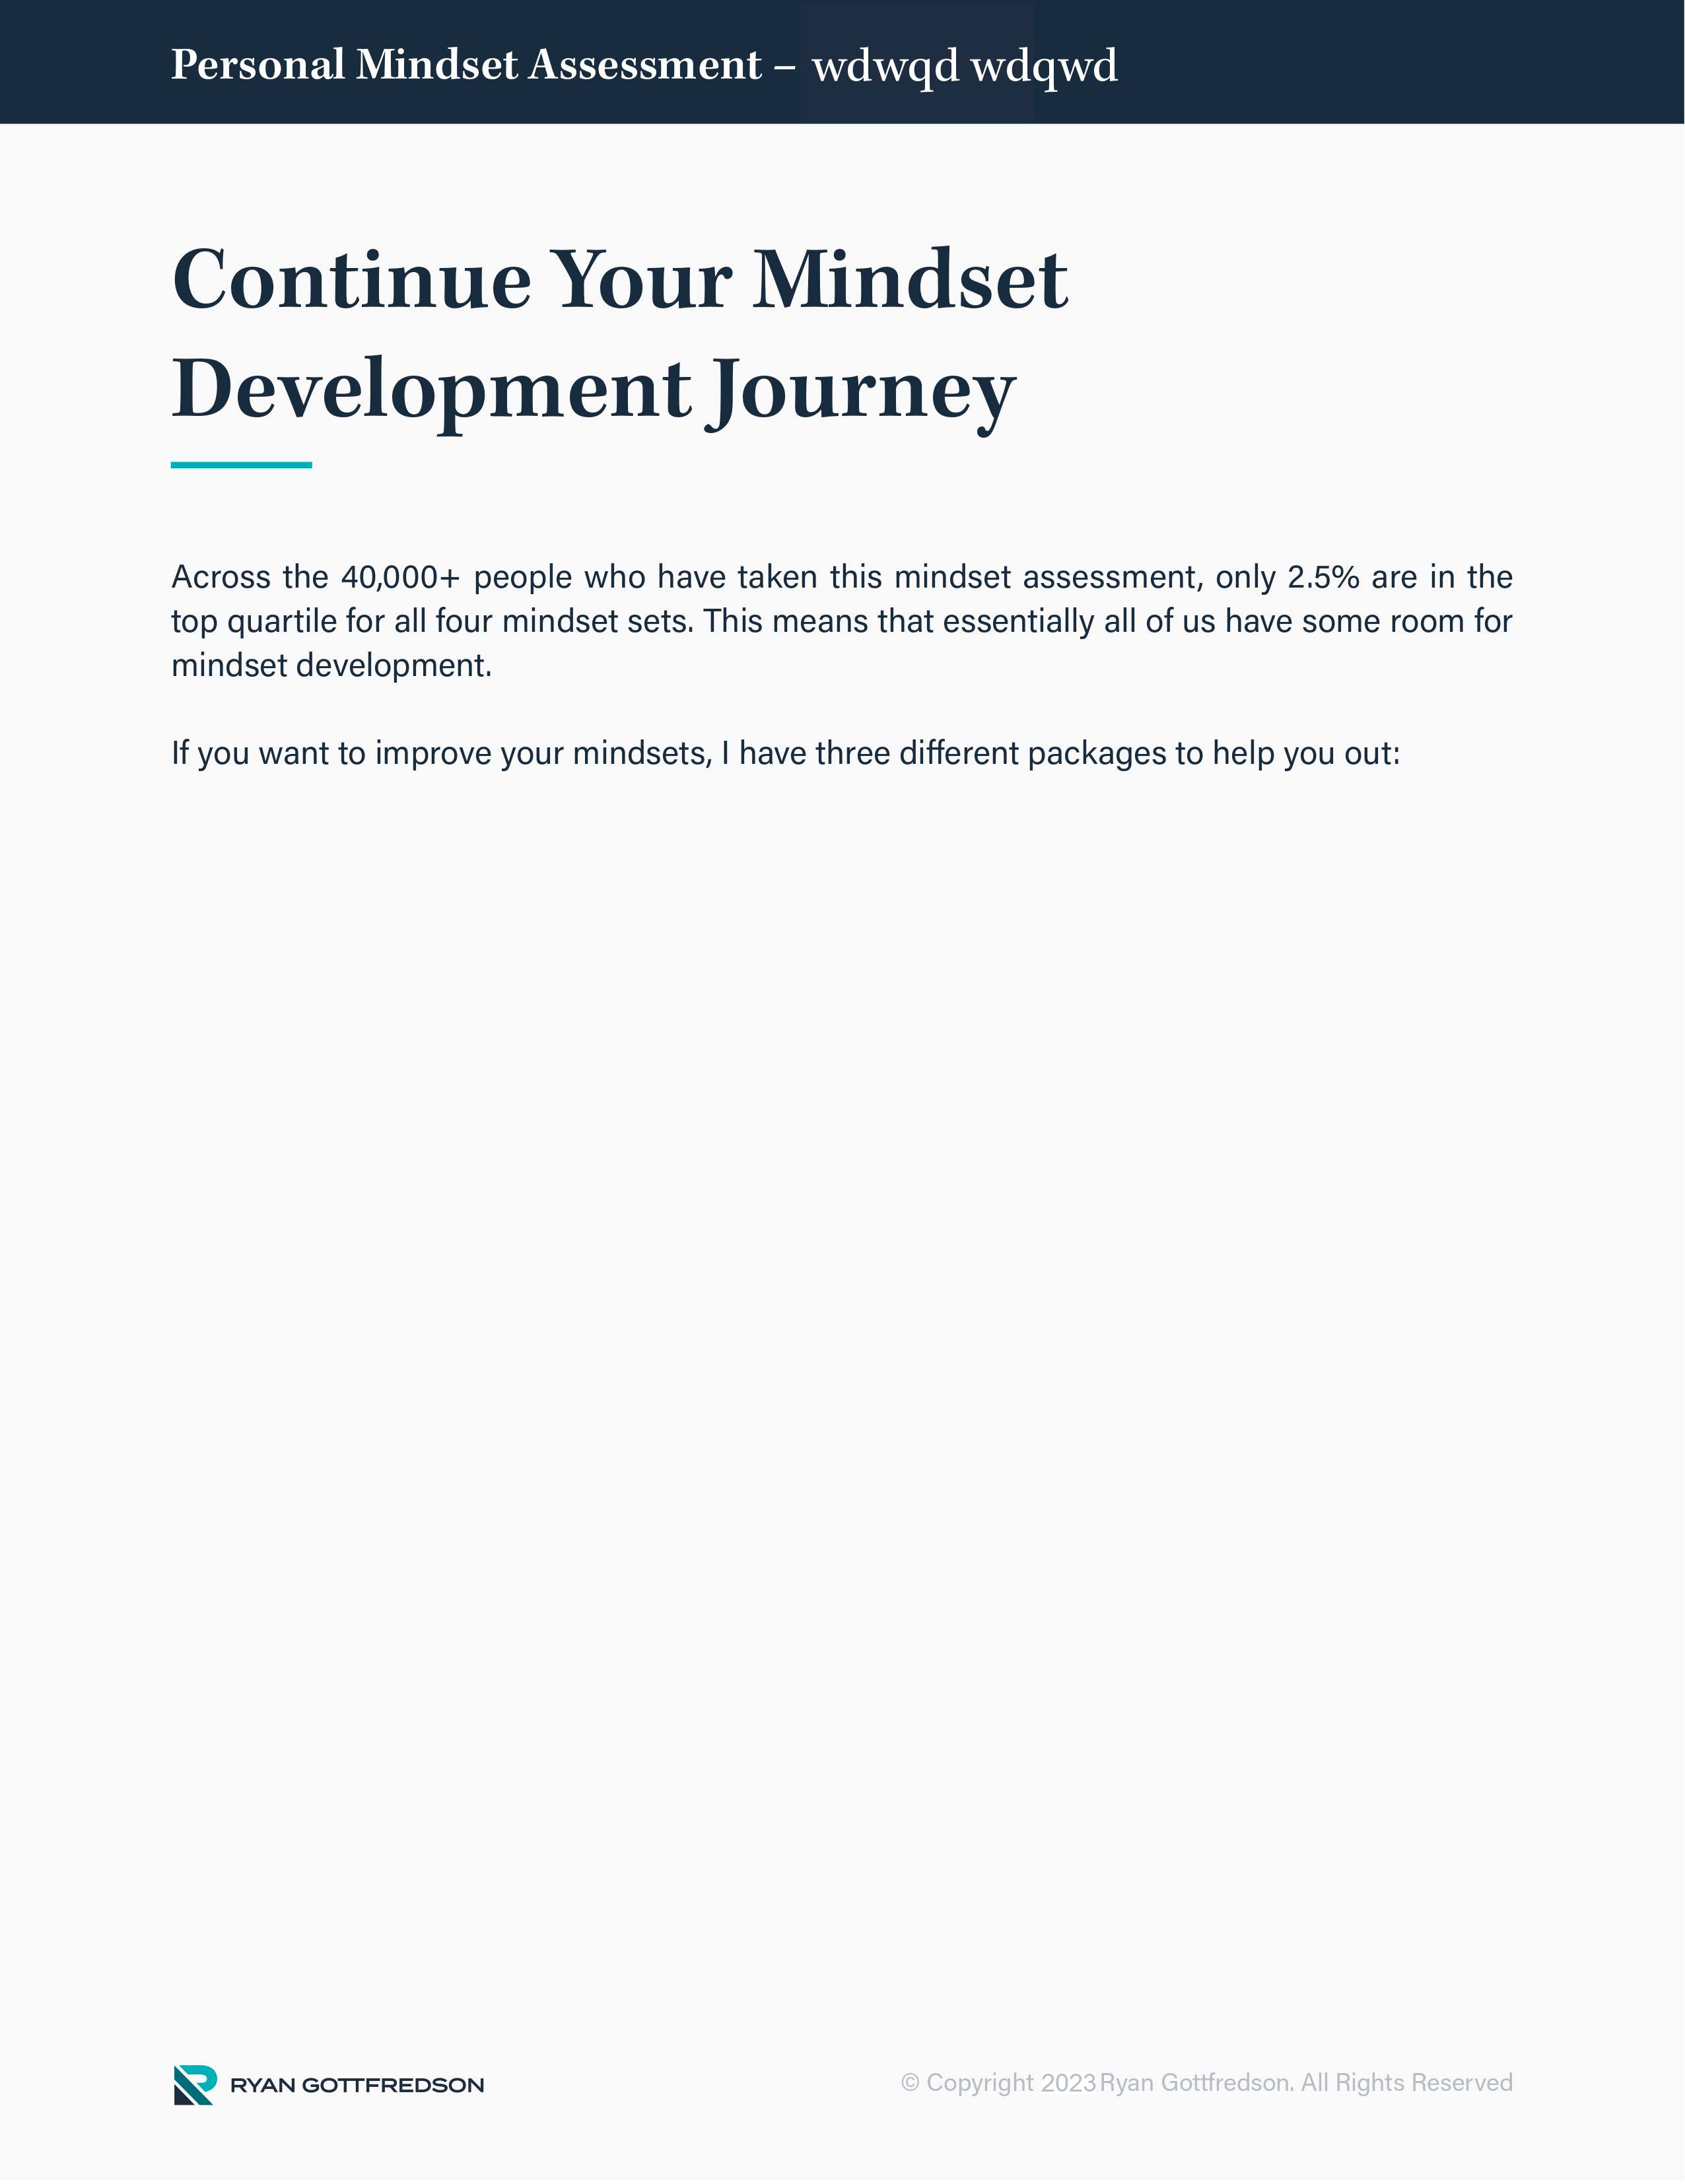 Personal Mindset Assessment – wdwqd wdqwd
Continue Your Mindset
Development Journey
Across the 40,000+ people who have taken this mindset assessment, only 2.5% are in the
top quartile for all four mindset sets. This means that essentially all of us have some room for
mindset development.
If you want to improve your mindsets, I have three different packages to help you out:
RYAN GOTTFREDSON
© Copyright 2023 Ryan Gottfredson. All Rights Reserved